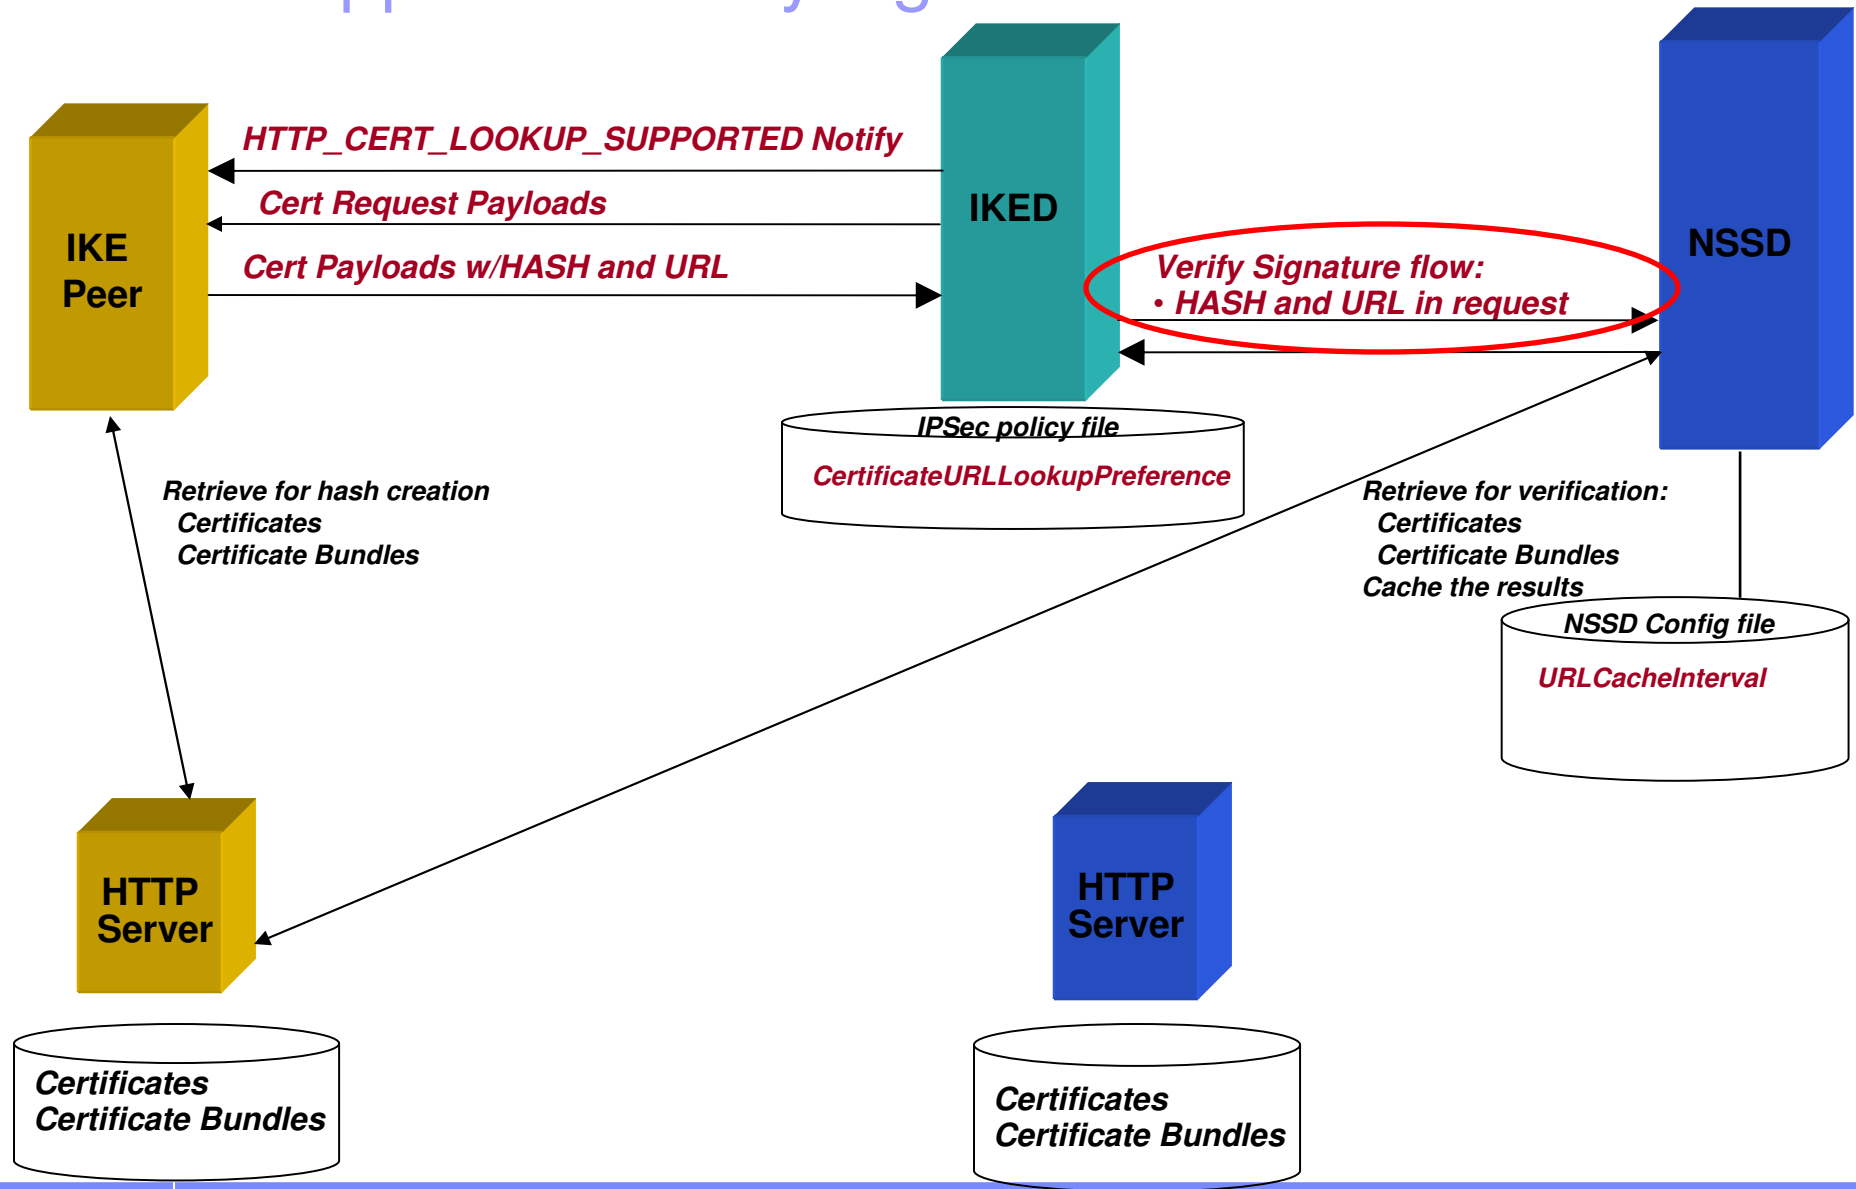 HTTP_CERT_LOOKUP_SUPPORTED Notify
Cert Request Payloads
Cert Payloads w/HASH and URL
IKE
Peer
IKED
NSSD
Verify Signature flow:
• HASH and URL in request
IPSec policy file
CertificateURLLookupPreference
Retrieve for hash creation
Certificates
Certificate Bundles
Retrieve for verification:
Certificates
Certificate Bundles
Cache the results
NSSD Config file
URLCacheInterval
HTTP
Server
HTTP
Server
Certificates
Certificate Bundles
Certificates
Certificate Bundles